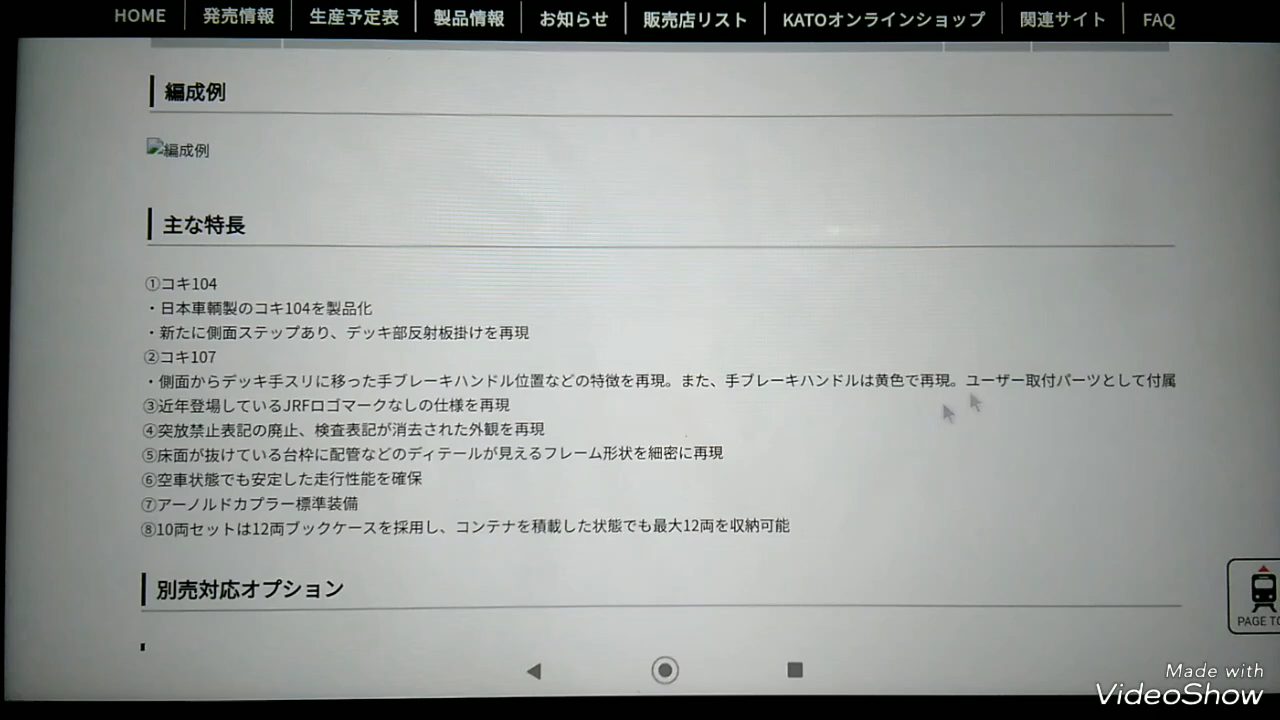 HOME 発売情報 生産予定表 製品情報 お知らせ 販売店リスト KATOオンラインショップ 関連サイト FAQ
編成例
編成例
主な特長
①コキ104
・日本車輌製のコキ104を製品化
・新たに側面ステップあり、デッキ部反射板掛けを再現
②コキ107
・側面からデッキ手スリに移った手ブレーキハンドル位置などの特徴を再現。また、手ブレーキハンドルは黄色で再現。ユーザー取付パーツとして付属
③近年登場しているJRFロゴマークなしの仕様を再現
④突放禁止表記の廃止、検査表記が消去された外観を再現
⑤床面が抜けている台枠に配管などのディテールが見えるフレーム形状を細密に再現
⑥空車状態でも安定した走行性能を確保
⑦アーノルドカプラー標準装備
⑧10両セットは12両ブックケースを採用し、コンテナを積載した状態でも最大12両を収納可能
別売対応オプション
PAGE TO
Made with
VideoShow